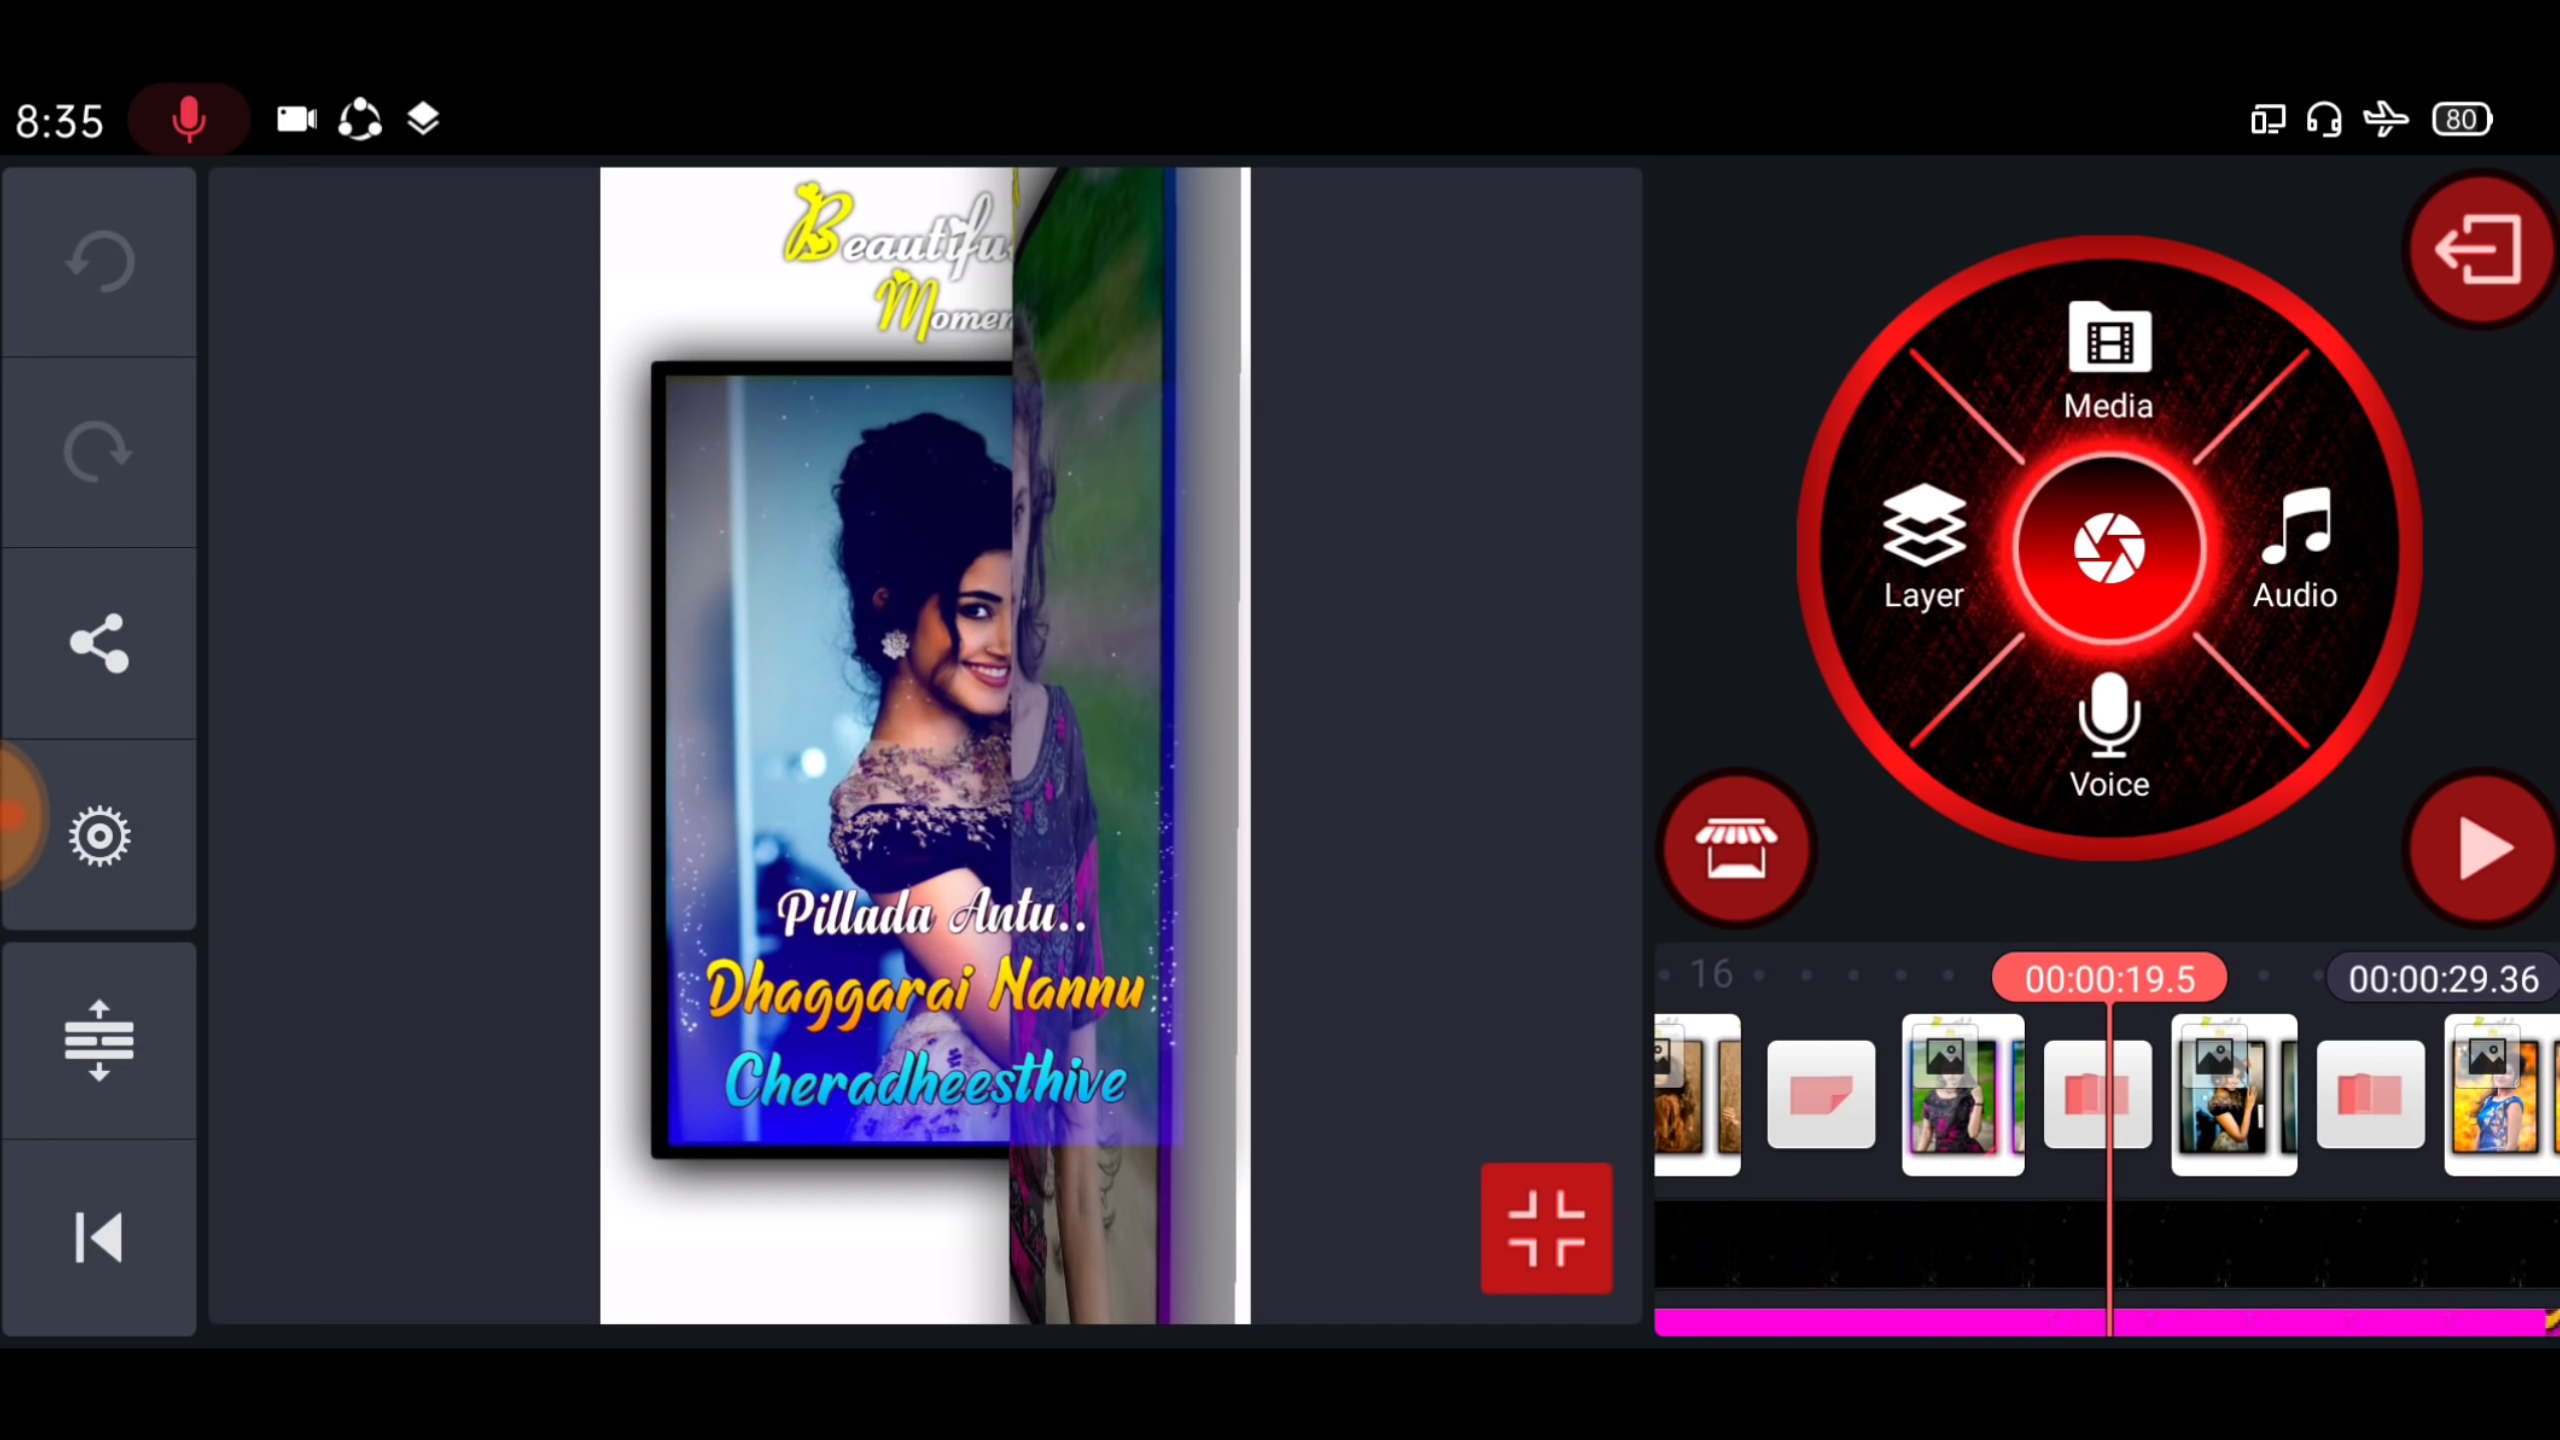 8:35
80
Beautifu
Momen
Pillada Antu..
Dhaggarai Nannu
Cheradheesthive
Media
Layer
Audio
Voice
16
00:00:19.5
00:00:29.36